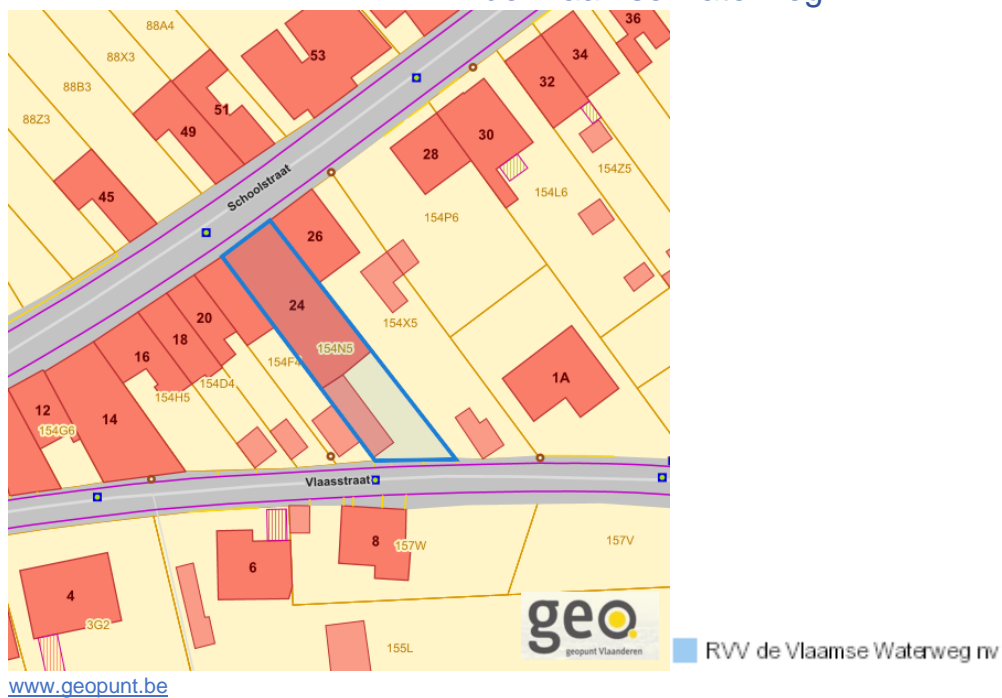 88A4
36
53
34
88X3
32
88B3
51
30
88Z3
49
28
154Z5
Schoolstraat
154L6
45
154P6
26
24
20
154X5
18
154N5
16
154F4
1A
154D4
154H5
12
14
154G6
Vlaasstraat
8
157W
157V
6
4
3G2
geo
geopunt Vlaanderen
155L
RVV de Vlaamse Waterweg nv
www.geopunt.be